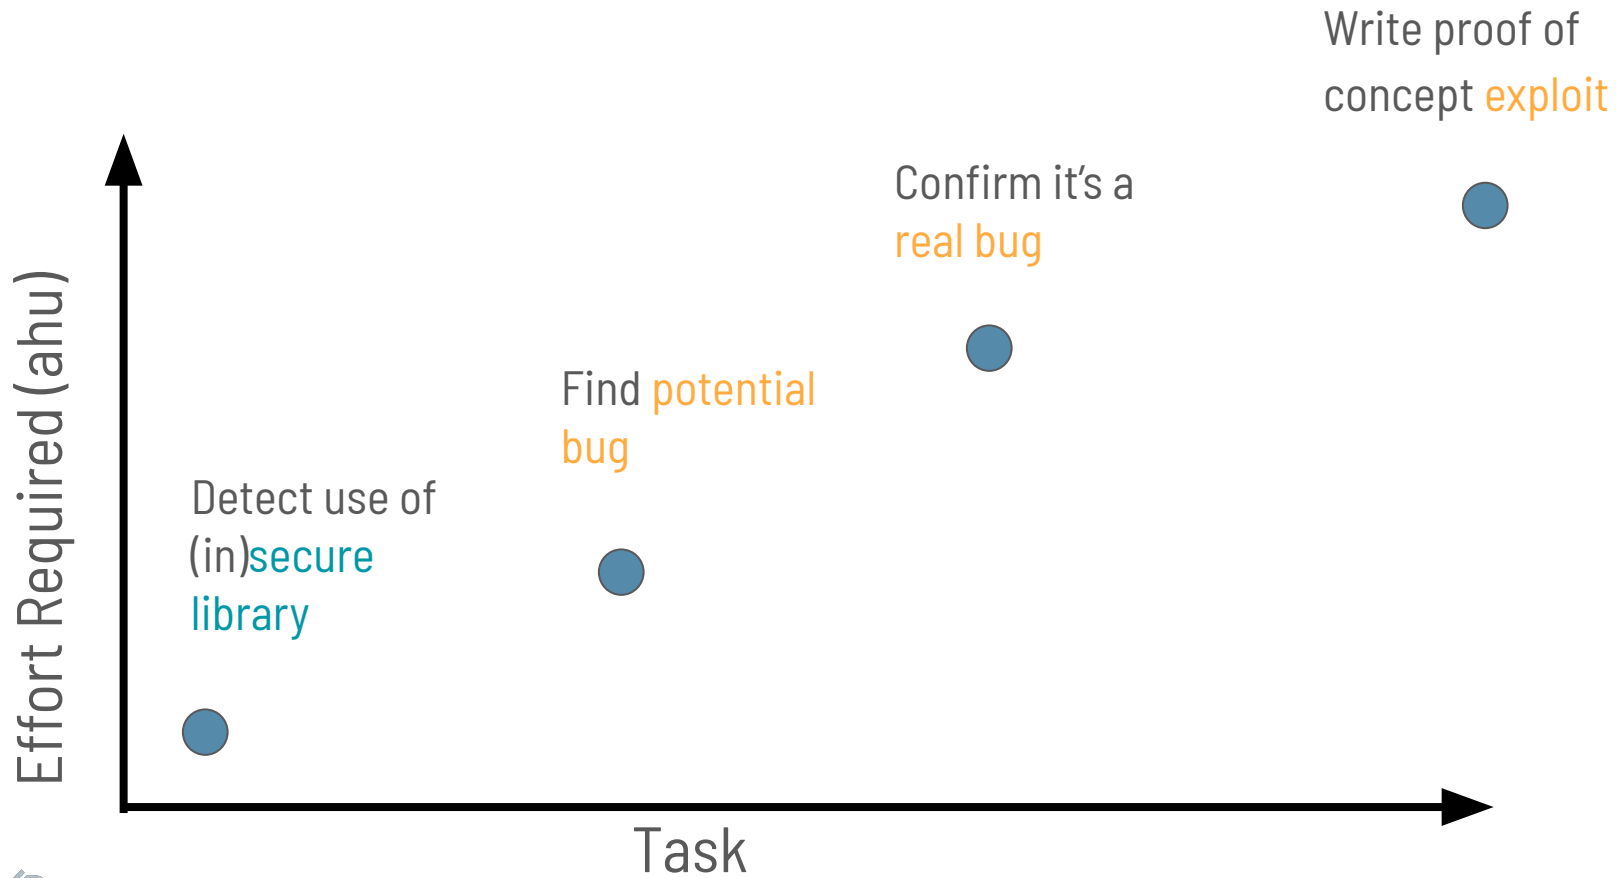 Write proof of
concept exploit
Confirm it's a
real bug
Find potential
bug
Detect use of
(in)secure
library
Effort Required (ahu)
Task